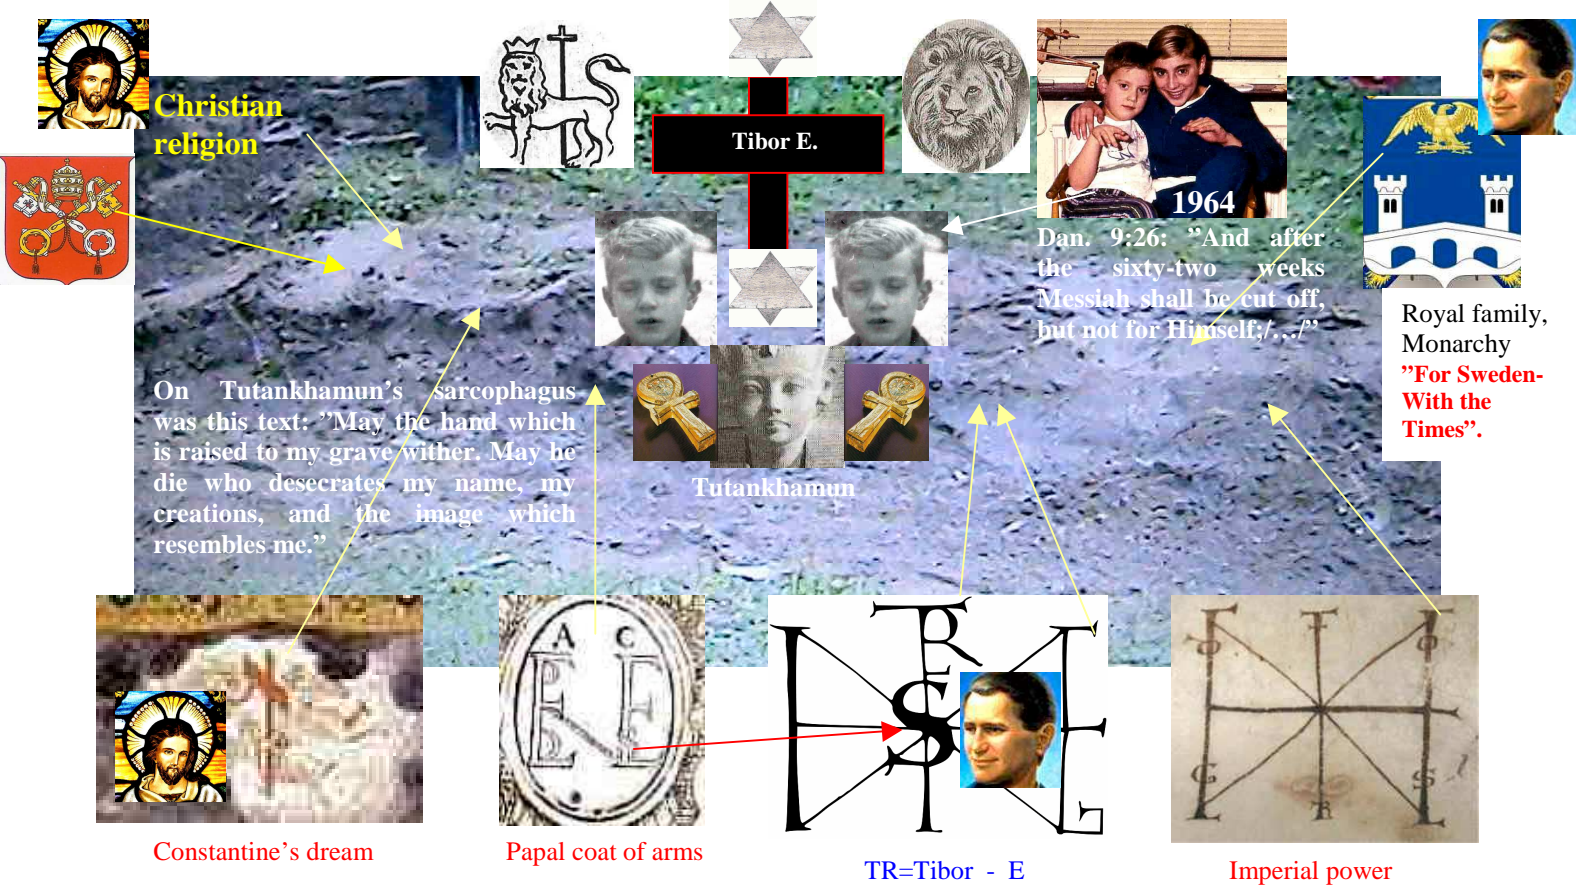 Christian
religion
Tibor E.
1964
Dan. 9:26: ”And after
the sixty-two weeks
Messiah shall be cut off,
but not for Himself;/…/”
Royal family,
Monarchy
”For Sweden-
With the
Times”.
On Tutankhamun’s sarcophagus
was this text: ”May the hand which
is raised to my grave wither. May he
die who desecrates my name, my
creations, and the image which
resembles me.”
Tutankhamun
A C
Constantine’s dream
Papal coat of arms
TR=Tibor - E
Imperial power